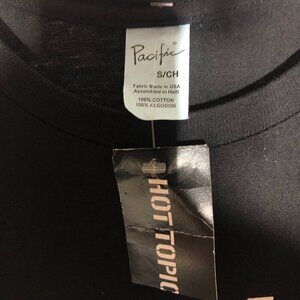 Pacific
S/CH
Fabric Made in USA
Assembled in Haiti
100% COTTON
100% ALGODON
HOT TOPIC